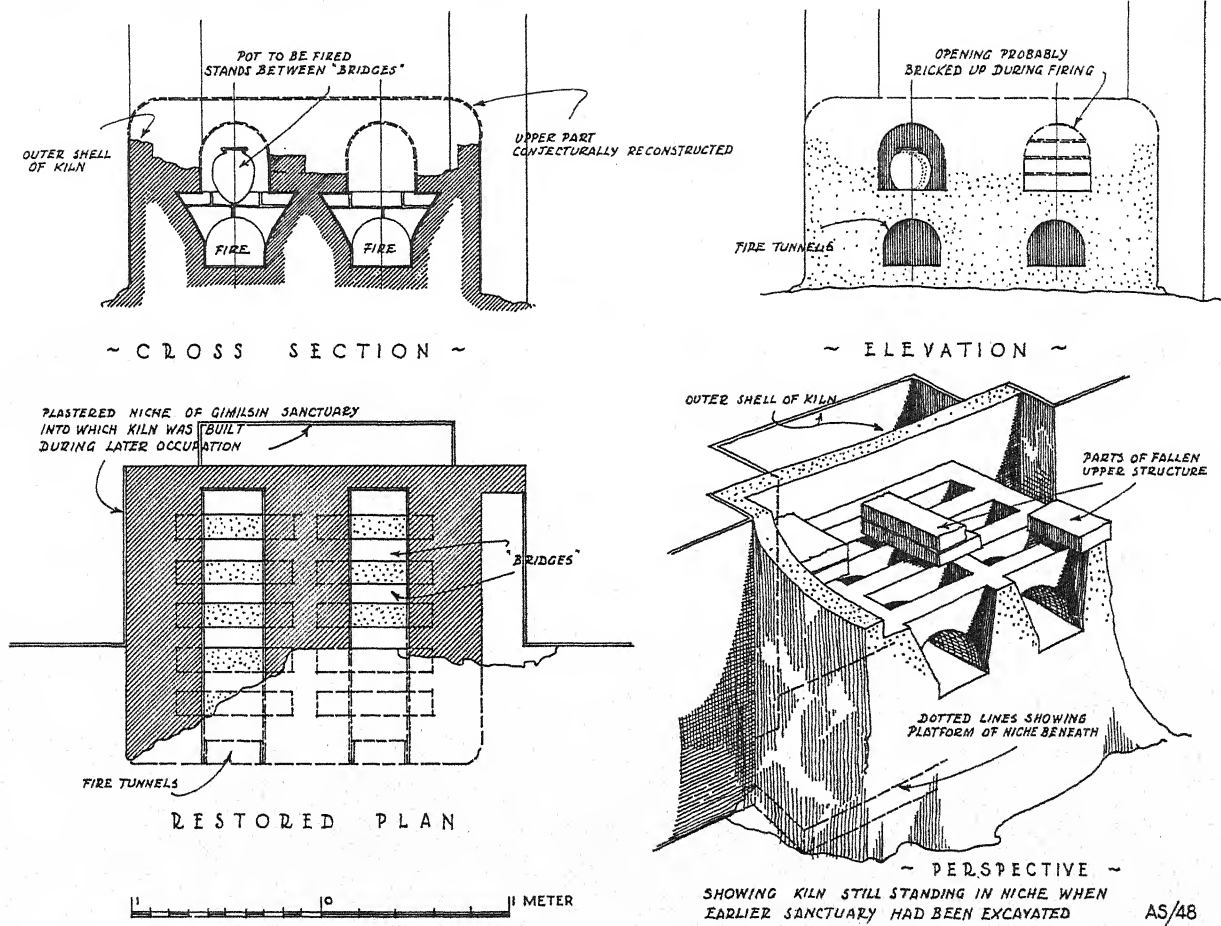 POT TO BE FIRED
STANDS BETWEEN "BRIDGES"
OUTER SHELL
OF KILN
UPPER PART
CONJECTURALLY RECONSTRUCTED
FIRE
FIRE
~ CROSS SECTION ~
OPENING PROBABLY
BRICKED UP DURING FIRING
FIRE TUNNELS
~ ELEVATION ~
PLASTERED NICHE OF GIMILSIN SANCTUARY
INTO WHICH KILN WAS BUILT
DURING LATER OCCUPATION
"BRIDGES"
FIRE TUNNELS
RESTORED PLAN
1 0 1 METER
OUTER SHELL OF KILN
PARTS OF FALLEN
UPPER STRUCTURE
DOTTED LINES SHOWING
PLATFORM OF NICHE BENEATH
~ PERSPECTIVE ~
SHOWING KILN STILL STANDING IN NICHE WHEN
EARLIER SANCTUARY HAD BEEN EXCAVATED
AS/48